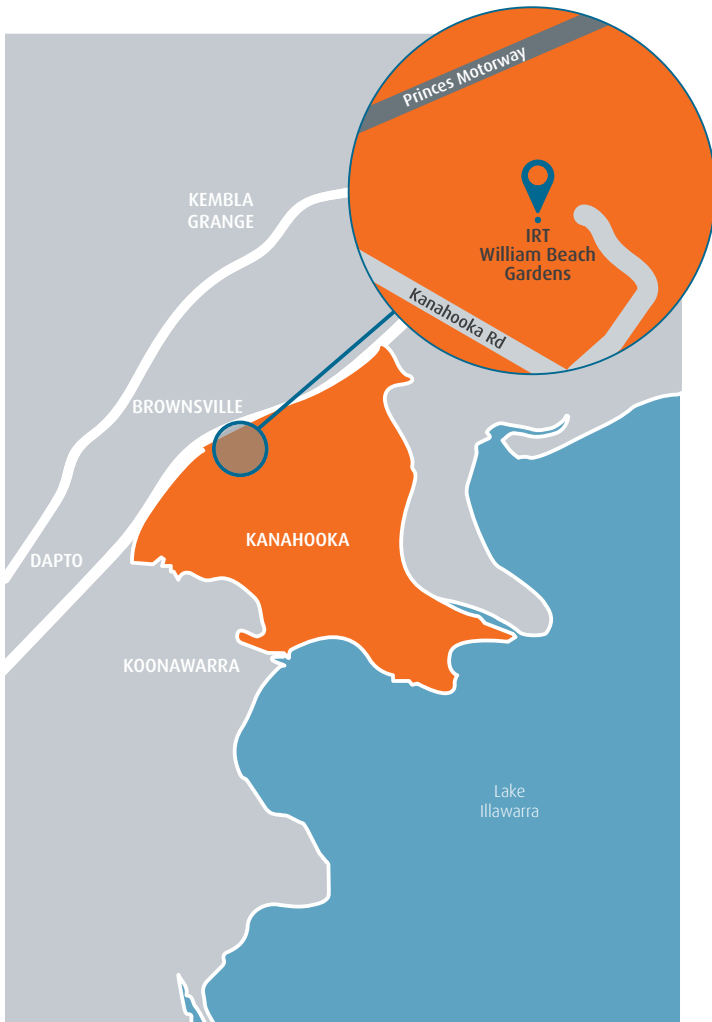 Princes Motorway
KEMBLA
GRANGE
IRT
William Beach
Gardens
Kanahooka Rd
BROWNSVILLE
KANAHOOKA
DAPTO
KOONAWARRA
Lake
Illawarra